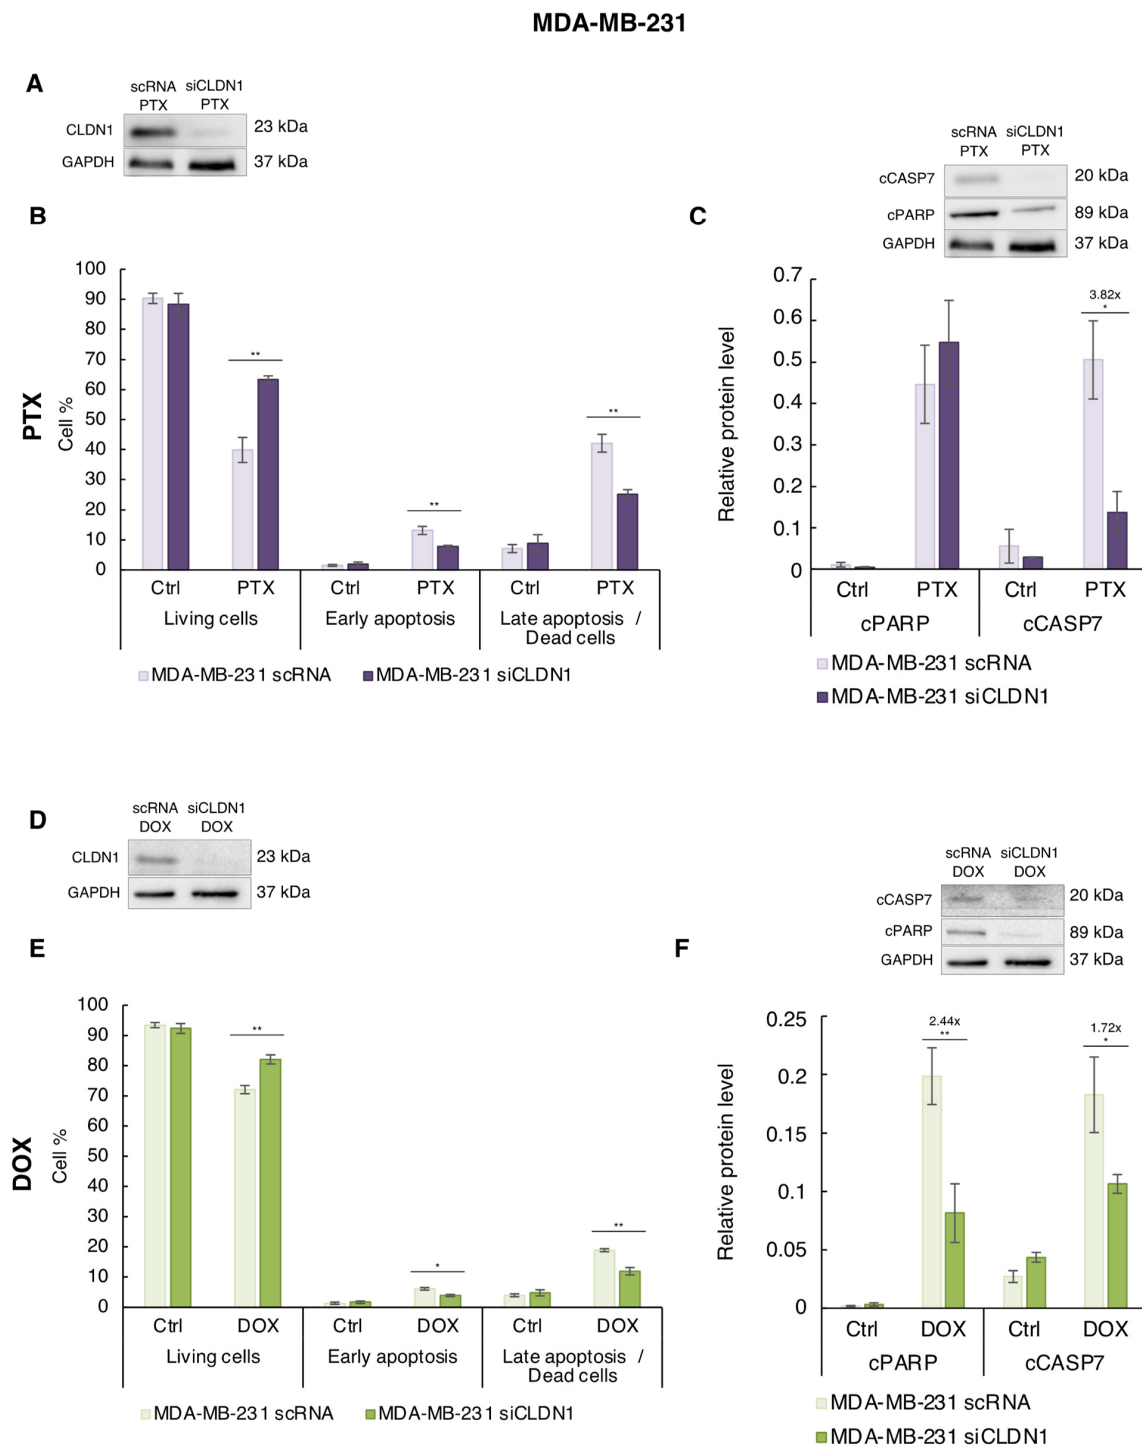 MDA-MB-231
A
scRNA siCLDN1
PTX PTX
CLDN1 23 kDa
GAPDH 37 kDa
scRNA siCLDN1
PTX PTX
cCASP7 20 kDa
cPARP 89 kDa
GAPDH 37 kDa
B
C
PTX
Cell %
100
90
80
70
60
50
40
30
20
10
0
**
**
**
Ctrl PTX Ctrl PTX Ctrl PTX
Living cells Early apoptosis Late apoptosis /
Dead cells
MDA-MB-231 scRNA MDA-MB-231 siCLDN1
Relative protein level
0.7
0.6
0.5
0.4
0.3
0.2
0.1
0
3.82x
*
Ctrl PTX Ctrl PTX
cPARP cCASP7
MDA-MB-231 scRNA
MDA-MB-231 siCLDN1
D
scRNA siCLDN1
DOX DOX
CLDN1 23 kDa
GAPDH 37 kDa
scRNA siCLDN1
DOX DOX
cCASP7 20 kDa
cPARP 89 kDa
GAPDH 37 kDa
E
F
DOX
Cell %
100
90
80
70
60
50
40
30
20
10
0
**
*
**
Ctrl DOX Ctrl DOX Ctrl DOX
Living cells Early apoptosis Late apoptosis /
Dead cells
MDA-MB-231 scRNA MDA-MB-231 siCLDN1
Relative protein level
0.25
0.2
0.15
0.1
0.05
0
2.44x
**
1.72x
*
Ctrl DOX Ctrl DOX
cPARP cCASP7
MDA-MB-231 scRNA
MDA-MB-231 siCLDN1